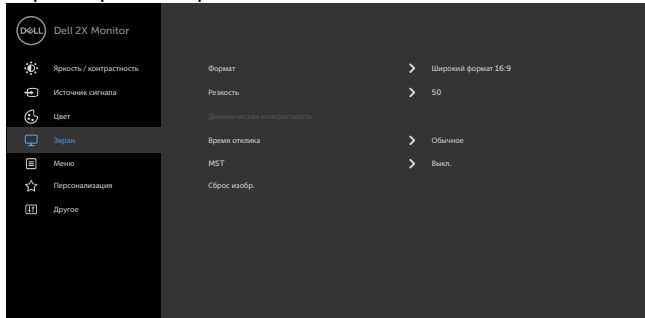 DELL Dell 2X Monitor
Яркость / контрастность Формат Широкий формат 16:9
Источник сигнала Резкость 50
Цвет Динамическая контрастность
Экран Время отклика Обычное
Меню MST Выкл.
Персонализация Сброс изобр.
Другое